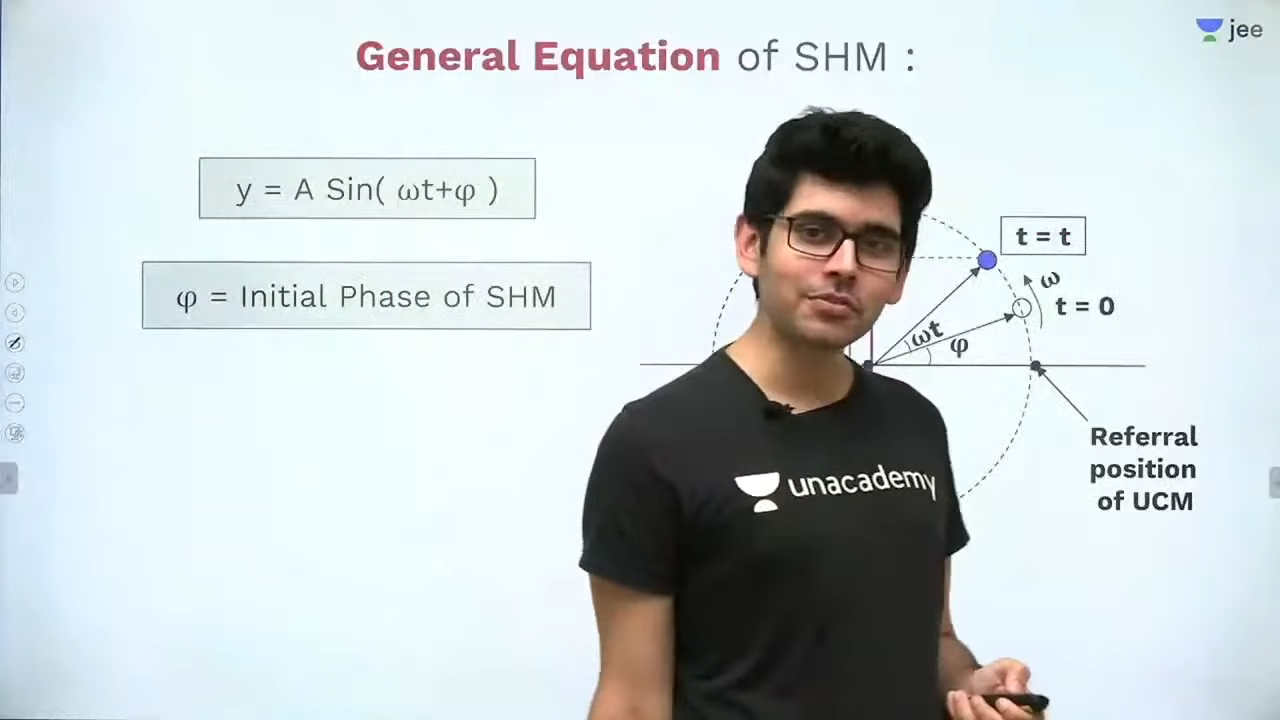 jee
General Equation of SHM :
y = A Sin( ωt+φ )
φ = Initial Phase of SHM
t = t
ω
t = 0
ωt
φ
Referral
position
of UCM
unacademy